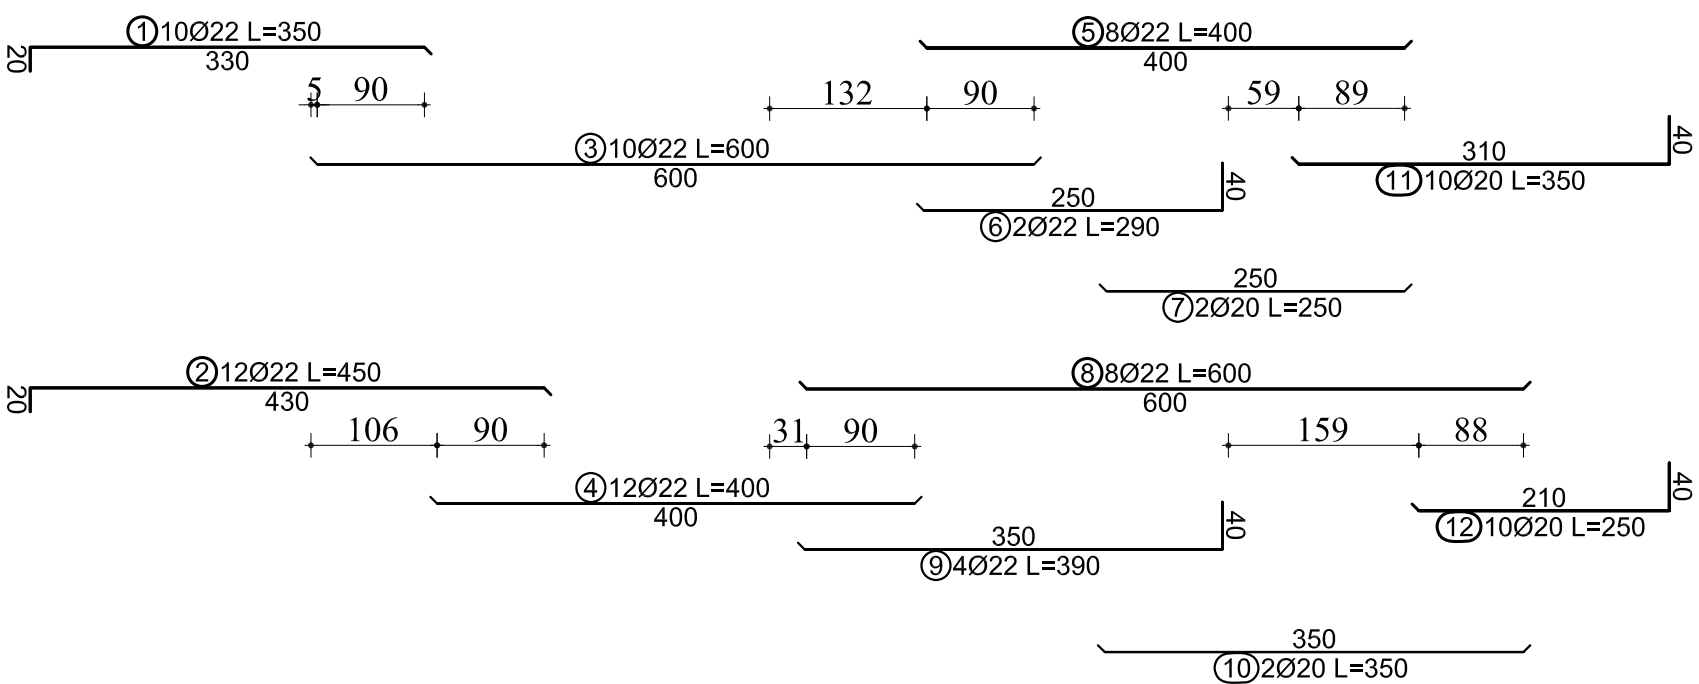 ①10Ø22 L=350
330
20
5
90
132
90
⑤8Ø22 L=400
400
59
89
③10Ø22 L=600
600
40
310
⑪10Ø20 L=350
250
40
⑥2Ø22 L=290
250
⑦2Ø20 L=250
②12Ø22 L=450
430
20
106
90
31
90
⑧8Ø22 L=600
600
159
88
④12Ø22 L=400
400
350
40
⑨4Ø22 L=390
40
210
⑫10Ø20 L=250
350
⑩2Ø20 L=350